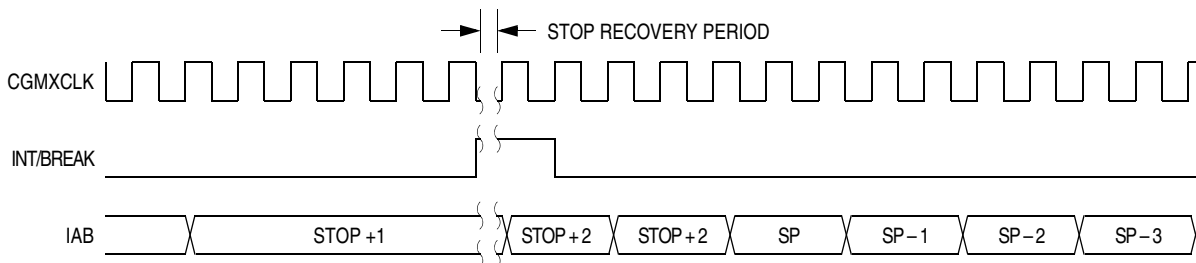 STOP RECOVERY PERIOD
CGMXCLK
INT/BREAK
IAB STOP +1 STOP + 2 STOP + 2 SP SP – 1 SP – 2 SP – 3